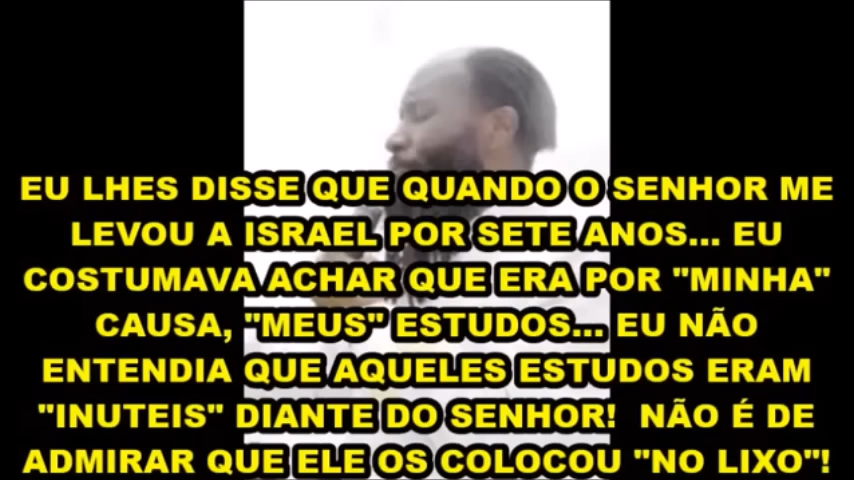 EU LHES DISSE QUE QUANDO O SENHOR ME
LEVOU A ISRAEL POR SETE ANOS... EU
COSTUMAVA ACHAR QUE ERA POR "MINHA"
CAUSA, "MEUS" ESTUDOS... EU NÃO
ENTENDIA QUE AQUELES ESTUDOS ERAM
"INUTEIS" DIANTE DO SENHOR! NÃO É DE
ADMIRAR QUE ELE OS COLOCOU "NO LIXO"!